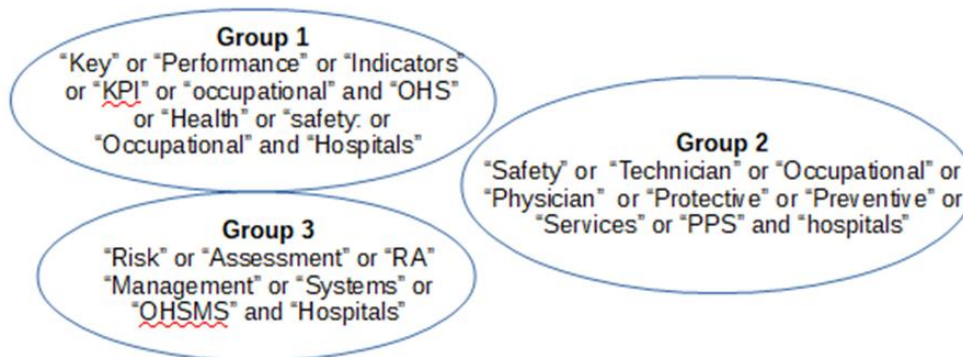 Group 1
“Key” or “Performance” or “Indicators”
or “KPI” or “occupational” and “OHS”
or “Health” or “safety: or
“Occupational” and “Hospitals”
Group 2
“Safety” or “Technician” or “Occupational” or
“Physician” or “Protective” or “Preventive” or
“Services” or “PPS” and “hospitals”
Group 3
“Risk” or “Assessment” or “RA”
“Management” or “Systems” or
“OHSMS” and “Hospitals”